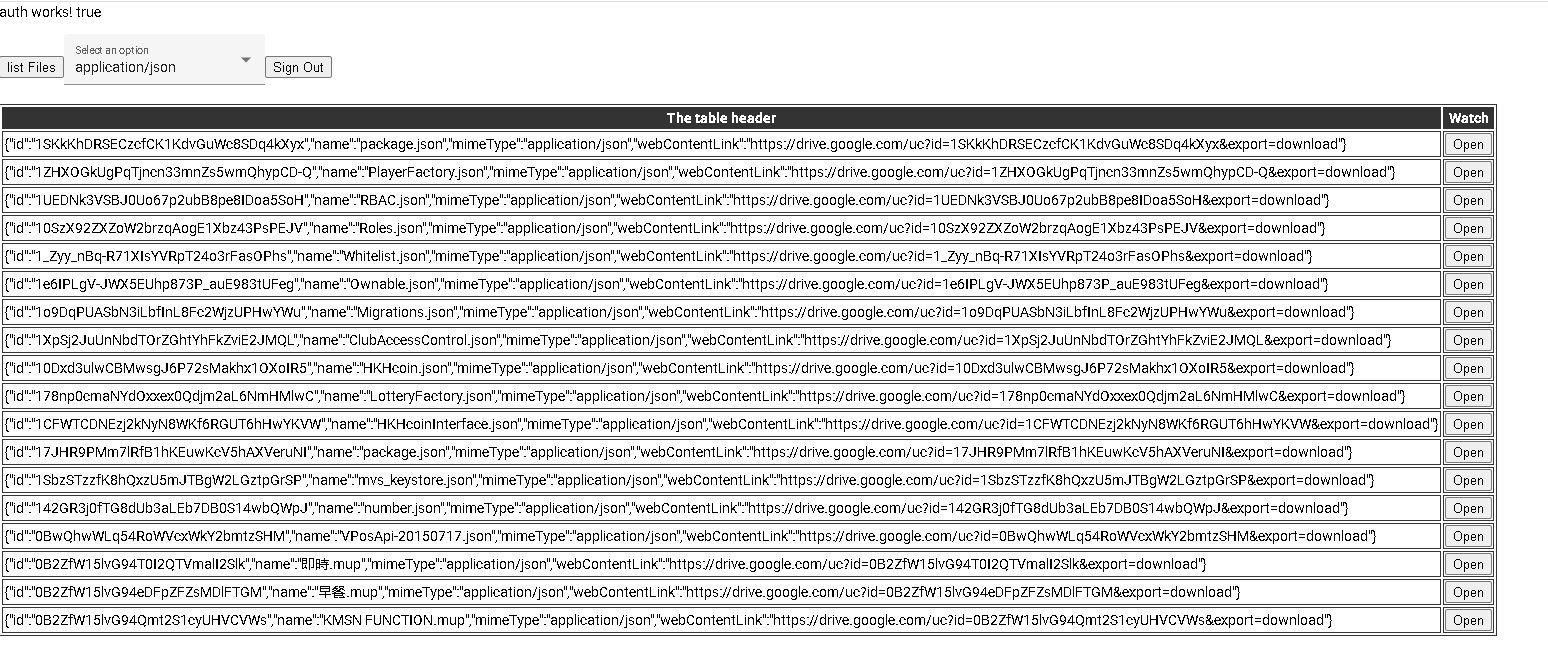 auth works! true
Select an option
list Files application/json Sign Out
The table header Watch
{"id":"1SKkKhDRSECzcfCK1KdvGuWc8SDq4kXyx","name":"package.json","mimeType":"application/json","webContentLink":"https://drive.google.com/uc?id=1SKkKhDRSECzcfCK1KdvGuWc8SDq4kXyx&export=download"} Open
{"id":"1ZHXOGkUgPqTjncn33mnZs5wmQhypCD-Q","name":"PlayerFactory.json","mimeType":"application/json","webContentLink":"https://drive.google.com/uc?id=1ZHXOGkUgPqTjncn33mnZs5wmQhypCD-Q&export=download"} Open
{"id":"1UEDNk3VSBJ0Uo67p2ubB8pe8IDoa5SoH","name":"RBAC.json","mimeType":"application/json","webContentLink":"https://drive.google.com/uc?id=1UEDNk3VSBJ0Uo67p2ubB8pe8IDoa5SoH&export=download"} Open
{"id":"10SzX92ZXZoW2brzqAogE1Xbz43PsPEJV","name":"Roles.json","mimeType":"application/json","webContentLink":"https://drive.google.com/uc?id=10SzX92ZXZoW2brzqAogE1Xbz43PsPEJV&export=download"} Open
{"id":"1_Zyy_nBq-R71XIsYVRpT24o3rFasOPhs","name":"Whitelist.json","mimeType":"application/json","webContentLink":"https://drive.google.com/uc?id=1_Zyy_nBq-R71XIsYVRpT24o3rFasOPhs&export=download"} Open
{"id":"1e6IPLgV-JWX5EUhp873P_auE983tUFeg","name":"Ownable.json","mimeType":"application/json","webContentLink":"https://drive.google.com/uc?id=1e6IPLgV-JWX5EUhp873P_auE983tUFeg&export=download"} Open
{"id":"1o9DqPUASbN3iLbfInL8Fc2WjzUPHwYWu","name":"Migrations.json","mimeType":"application/json","webContentLink":"https://drive.google.com/uc?id=1o9DqPUASbN3iLbfInL8Fc2WjzUPHwYWu&export=download"} Open
{"id":"1XpSj2JuUnNbdTOrZGhtYhFkZviE2JMQL","name":"ClubAccessControl.json","mimeType":"application/json","webContentLink":"https://drive.google.com/uc?id=1XpSj2JuUnNbdTOrZGhtYhFkZviE2JMQL&export=download"} Open
{"id":"10Dxd3ulwCBMwsgJ6P72sMakhx1OXoIR5","name":"HKHcoin.json","mimeType":"application/json","webContentLink":"https://drive.google.com/uc?id=10Dxd3ulwCBMwsgJ6P72sMakhx1OXoIR5&export=download"} Open
{"id":"178np0cmaNYdOxxex0Qdjm2aL6NmHMlwC","name":"LotteryFactory.json","mimeType":"application/json","webContentLink":"https://drive.google.com/uc?id=178np0cmaNYdOxxex0Qdjm2aL6NmHMlwC&export=download"} Open
{"id":"1CFWTCDNEzj2kNyN8WKf6RGUT6hHwYKVW","name":"HKHcoinInterface.json","mimeType":"application/json","webContentLink":"https://drive.google.com/uc?id=1CFWTCDNEzj2kNyN8WKf6RGUT6hHwYKVW&export=download"} Open
{"id":"17JHR9PMm7lRfB1hKEuwKcV5hAXVeruNI","name":"package.json","mimeType":"application/json","webContentLink":"https://drive.google.com/uc?id=17JHR9PMm7lRfB1hKEuwKcV5hAXVeruNI&export=download"} Open
{"id":"1SbzSTzzfK8hQxzU5mJTBgW2LGztpGrSP","name":"mvs_keystore.json","mimeType":"application/json","webContentLink":"https://drive.google.com/uc?id=1SbzSTzzfK8hQxzU5mJTBgW2LGztpGrSP&export=download"} Open
{"id":"142GR3j0fTG8dUb3aLEb7DB0S14wbQWpJ","name":"number.json","mimeType":"application/json","webContentLink":"https://drive.google.com/uc?id=142GR3j0fTG8dUb3aLEb7DB0S14wbQWpJ&export=download"} Open
{"id":"0BwQhwWLq54RoWVcxWkY2bmtzSHM","name":"VPosApi-20150717.json","mimeType":"application/json","webContentLink":"https://drive.google.com/uc?id=0BwQhwWLq54RoWVcxWkY2bmtzSHM&export=download"} Open
{"id":"0B2ZfW15lvG94T0I2QTVmalI2Slk","name":"即時.mup","mimeType":"application/json","webContentLink":"https://drive.google.com/uc?id=0B2ZfW15lvG94T0I2QTVmalI2Slk&export=download"} Open
{"id":"0B2ZfW15lvG94eDFpZFZsMDlFTGM","name":"早餐.mup","mimeType":"application/json","webContentLink":"https://drive.google.com/uc?id=0B2ZfW15lvG94eDFpZFZsMDlFTGM&export=download"} Open
{"id":"0B2ZfW15lvG94Qmt2S1cyUHVCVWs","name":"KMSN FUNCTION.mup","mimeType":"application/json","webContentLink":"https://drive.google.com/uc?id=0B2ZfW15lvG94Qmt2S1cyUHVCVWs&export=download"} Open